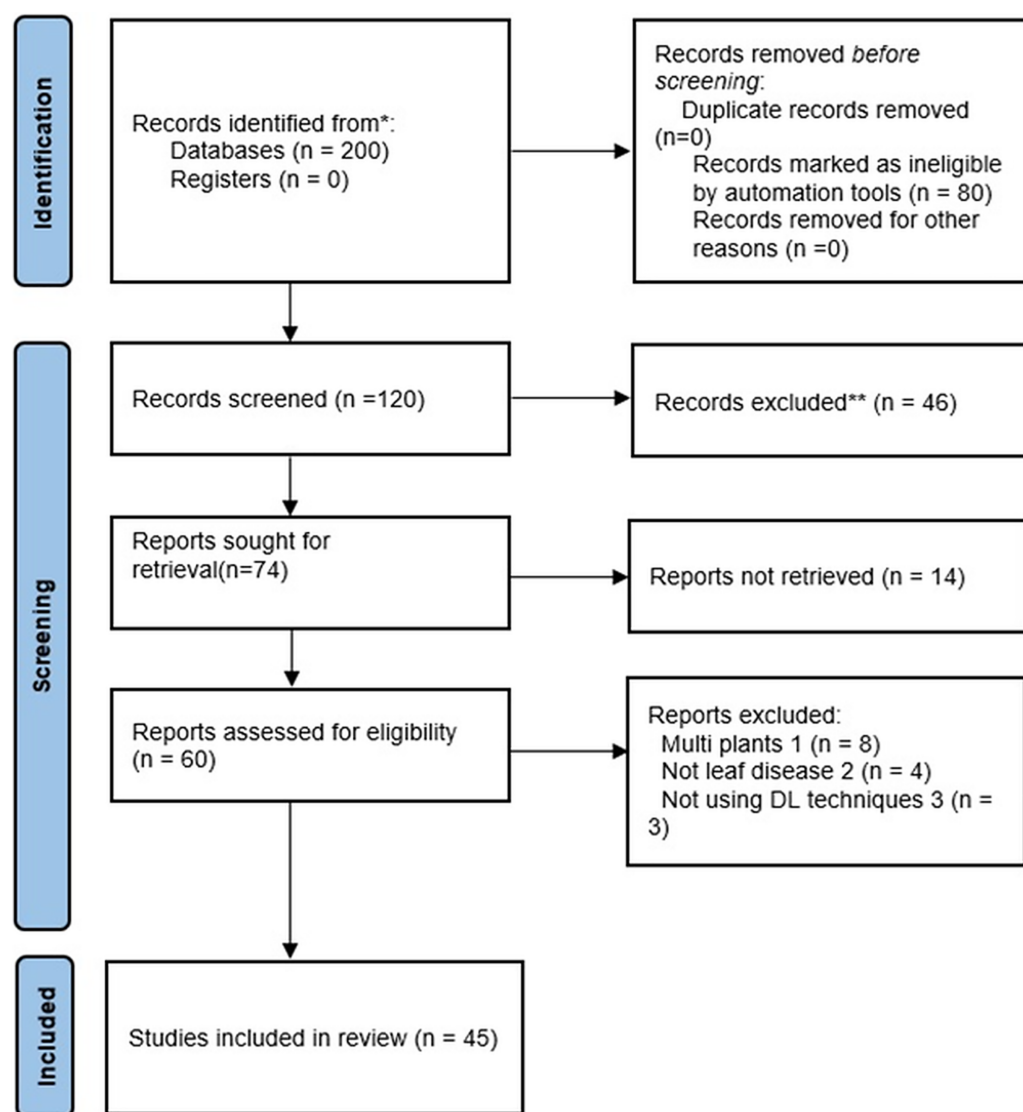 Identification
Records identified from*:
Databases (n = 200)
Registers (n = 0)
Records removed before
screening:
Duplicate records removed
(n=0)
Records marked as ineligible
by automation tools (n = 80)
Records removed for other
reasons (n =0)
Screening
Records screened (n =120)
Records excluded** (n = 46)
Reports sought for
retrieval(n=74)
Reports not retrieved (n = 14)
Reports assessed for eligibility
(n = 60)
Reports excluded:
Multi plants 1 (n = 8)
Not leaf disease 2 (n = 4)
Not using DL techniques 3 (n =
3)
Included
Studies included in review (n = 45)